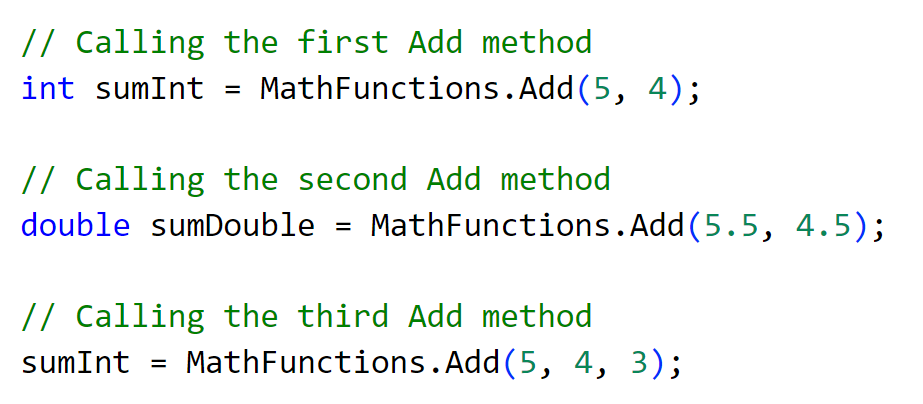 // Calling the first Add method
int sumInt = MathFunctions.Add(5, 4);
// Calling the second Add method
double sumDouble = MathFunctions.Add(5.5, 4.5);
// Calling the third Add method
sumInt = MathFunctions.Add(5, 4, 3);